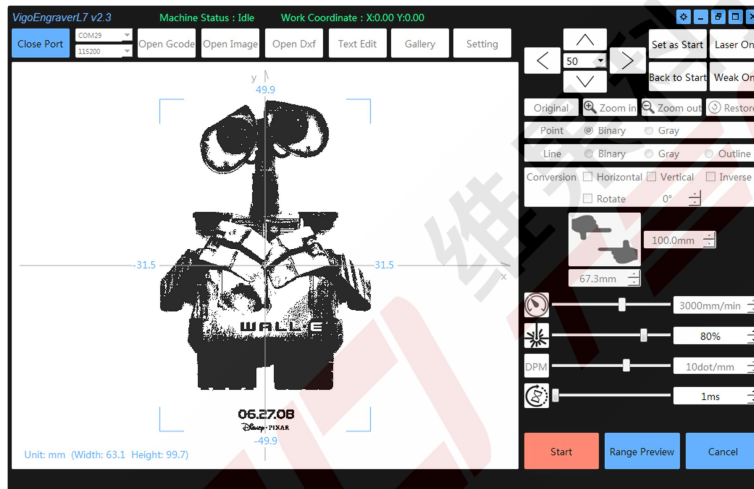 VigoEngraverL7 v2.3 Machine Status : Idle Work Coordinate : X:0.00 Y:0.00
Close Port COM29 Open Gcode Open Image Open Dxf Text Edit Gallery Setting
115200
50 Set as Start Laser On
Back to Start Weak On
Original Zoom in Zoom out Restore
Point Binary Gray
Line Binary Gray Outline
Conversion Horizontal Vertical Inverse
Rotate 0°
100.0mm
67.3mm
3000mm/min
80%
DPM 10dot/mm
1ms
Start Range Preview Cancel
y
49.9
-31.5 31.5
x
WALL·E
06.27.08
Disney·PIXAR
-49.9
Unit: mm (Width: 63.1 Height: 99.7)